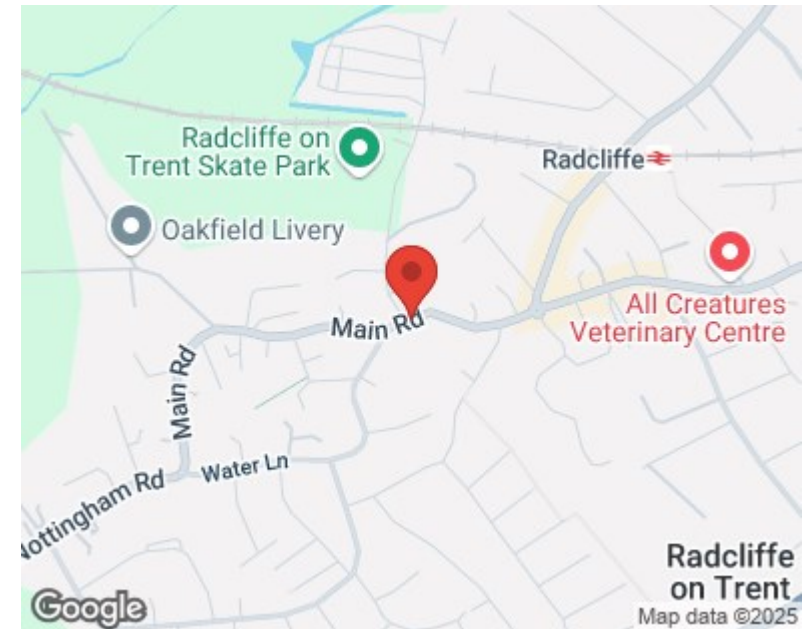 Radcliffe on
Trent Skate Park
Radcliffe
Oakfield Livery
Main Rd
All Creatures
Veterinary Centre
Main Rd
Water Ln
Nottingham Rd
Radcliffe
on Trent
Google
Map data ©2025